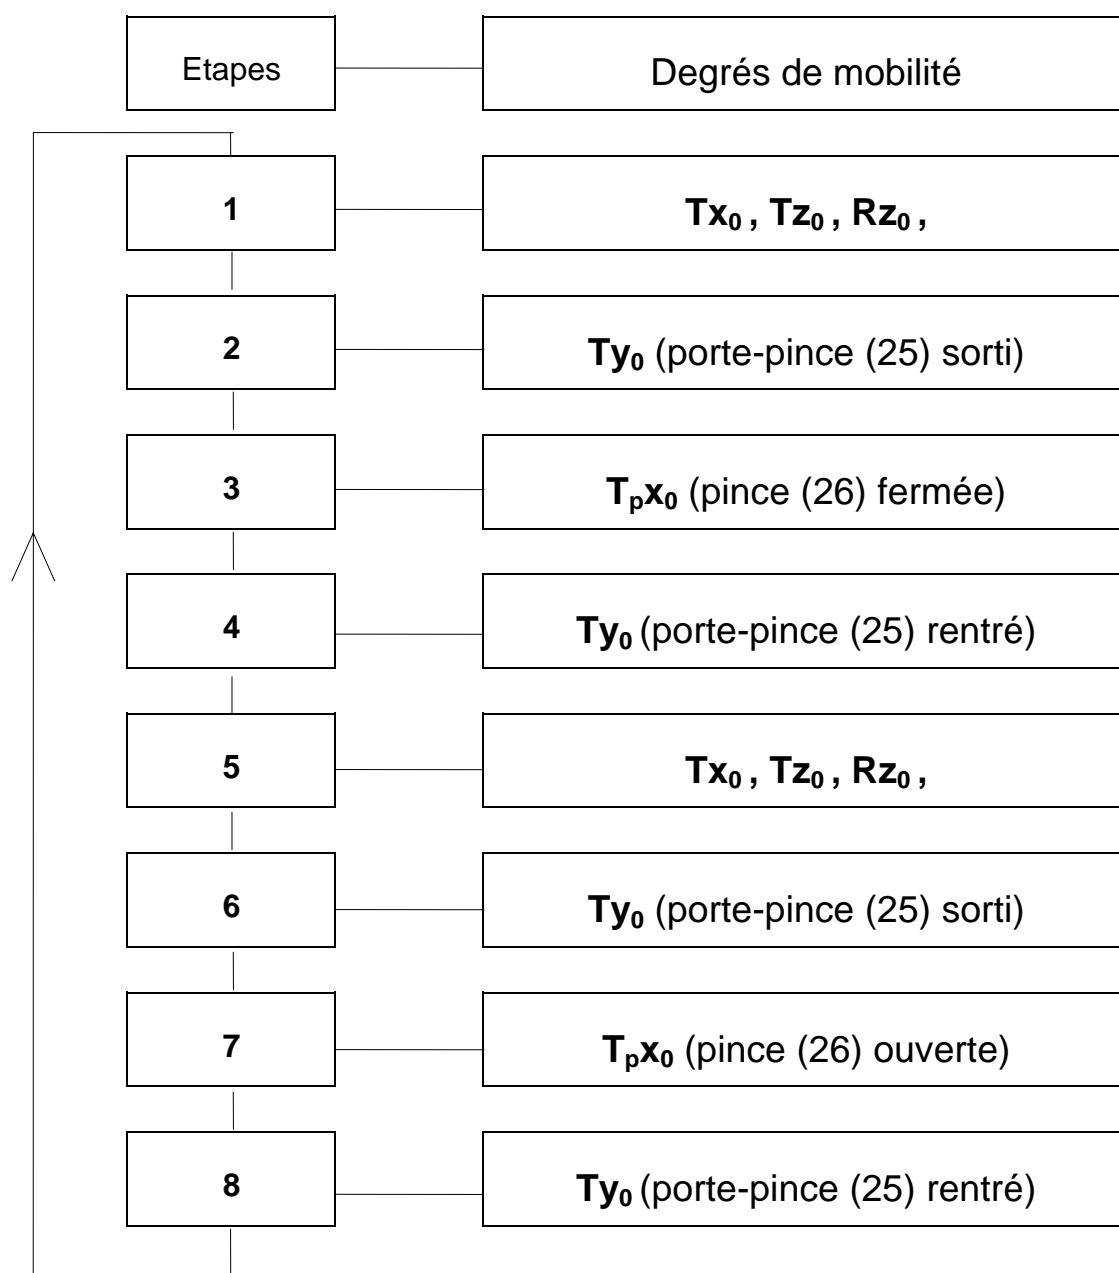 Etapes Degrés de mobilité
1 Tx₀ , Tz₀ , Rz₀ ,
2 Ty₀ (porte-pince (25) sorti)
3 Tₚx₀ (pince (26) fermée)
4 Ty₀ (porte-pince (25) rentré)
5 Tx₀ , Tz₀ , Rz₀ ,
6 Ty₀ (porte-pince (25) sorti)
7 Tₚx₀ (pince (26) ouverte)
8 Ty₀ (porte-pince (25) rentré)